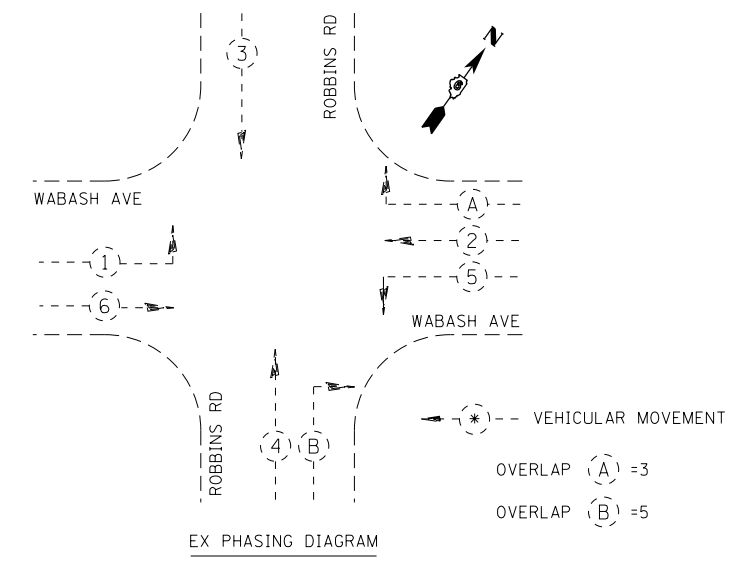 3
ROBBINS RD
N
WABASH AVE
A
2
1
5
6
WABASH AVE
ROBBINS RD
4
B
* VEHICULAR MOVEMENT
OVERLAP A =3
OVERLAP B =5
EX PHASING DIAGRAM